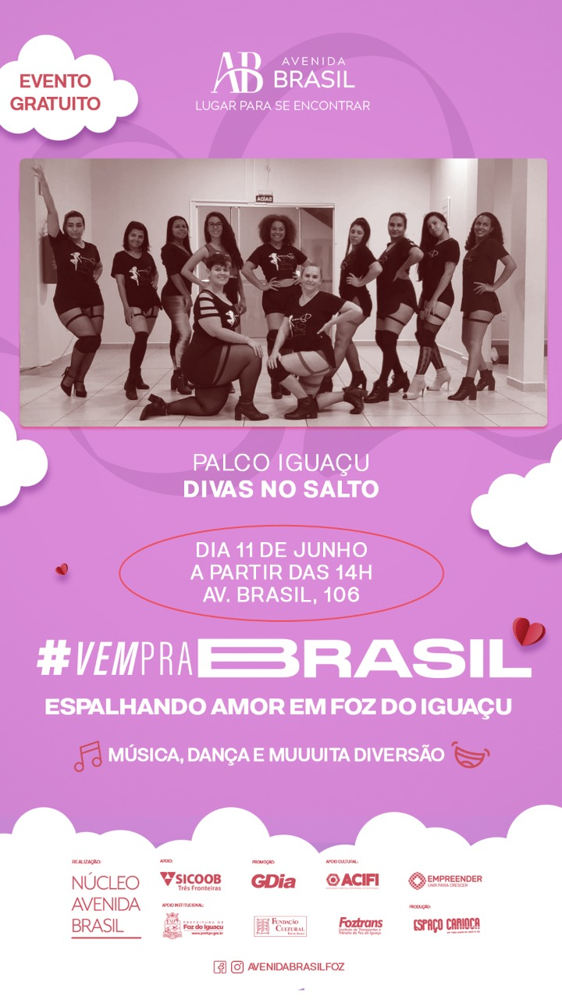 EVENTO
GRATUITO
AB AVENIDA
BRASIL
LUGAR PARA SE ENCONTRAR
PALCO IGUAÇU
DIVAS NO SALTO
DIA 11 DE JUNHO
A PARTIR DAS 14H
AV. BRASIL, 106
#VEMPRABRASIL
ESPALHANDO AMOR EM FOZ DO IGUAÇU
MÚSICA, DANÇA E MUUUITA DIVERSÃO
REALIZAÇÃO:
NÚCLEO
AVENIDA
BRASIL
APOIO:
SICOOB
Três Fronteiras
PROMOÇÃO:
GDia
APOIO CULTURAL:
ACIFI
EMPREENDER
UNIR PARA CRESCER
APOIO INSTITUCIONAL:
PREFEITURA DE
Foz do Iguaçu
www.pmfi.pr.gov.br
FUNDAÇÃO
CULTURAL
Foztrans
Instituto de Transportes e
Trânsito de Foz do Iguaçu
PRODUÇÃO:
ESPAÇO CARIOCA
AVENIDABRASILFOZ